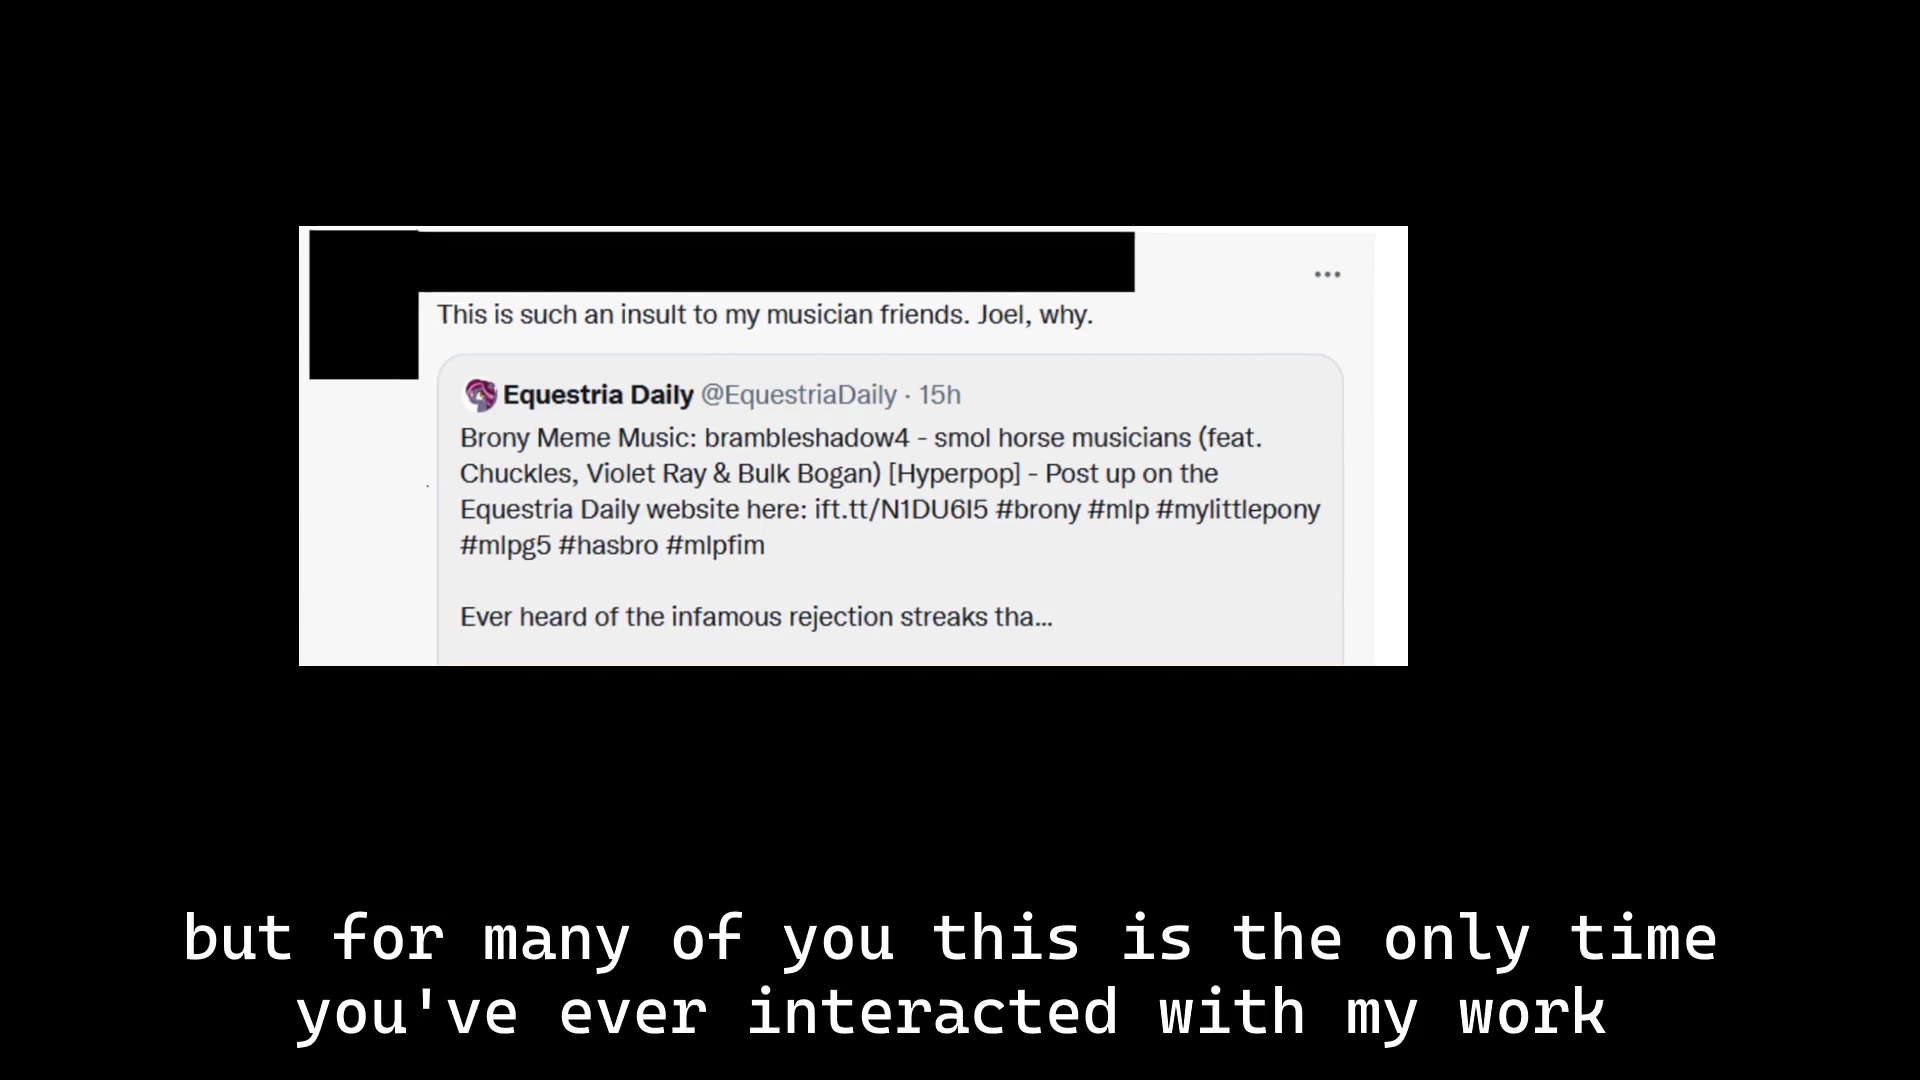 This is such an insult to my musician friends. Joel, why.
Equestria Daily @EquestriaDaily · 15h
Brony Meme Music: brambleshadow4 - smol horse musicians (feat.
Chuckles, Violet Ray & Bulk Bogan) [Hyperpop] - Post up on the
Equestria Daily website here: ift.tt/N1DU6I5 #brony #mlp #mylittlepony
#mlpg5 #hasbro #mlpfim
Ever heard of the infamous rejection streaks tha...
but for many of you this is the only time
you've ever interacted with my work